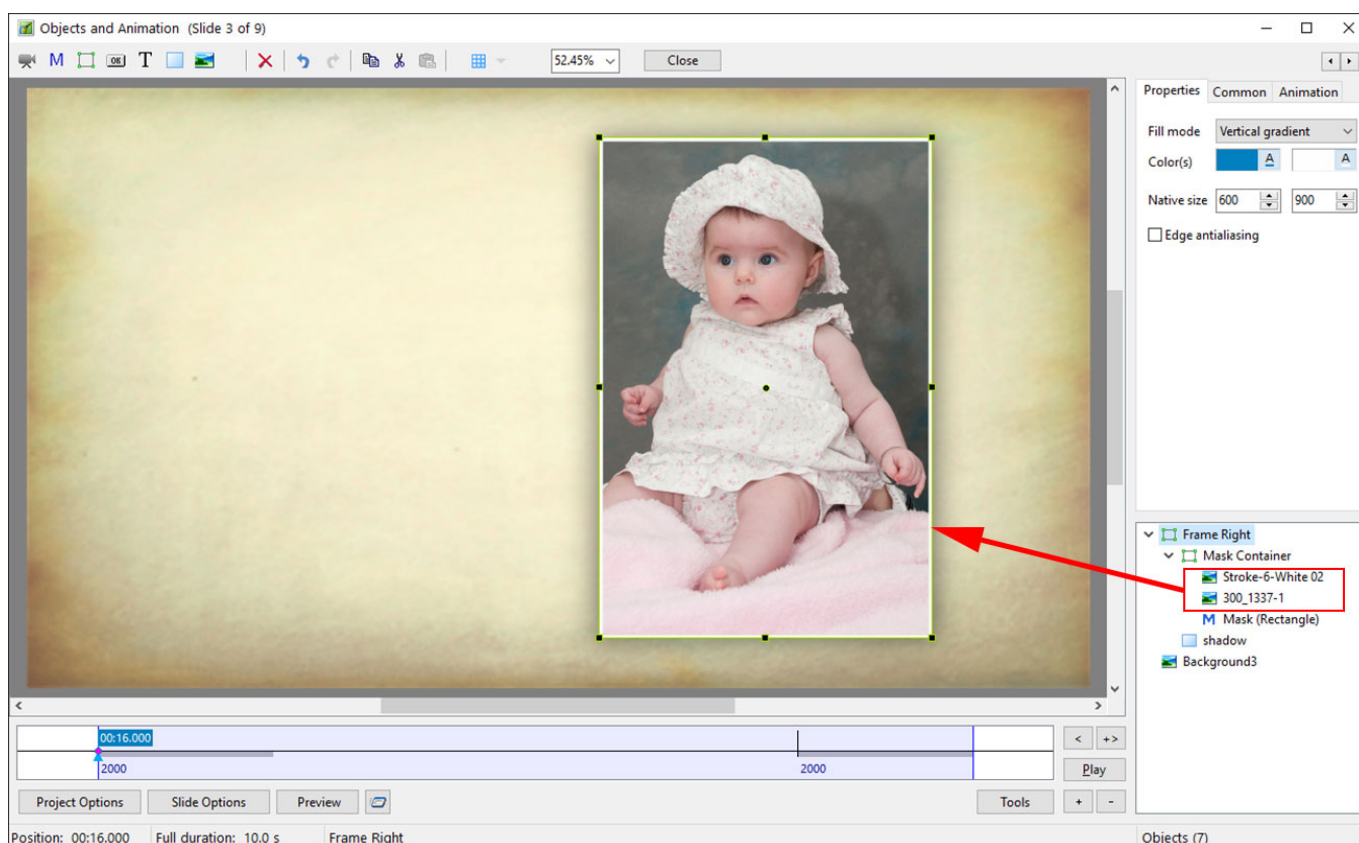 Objects and Animation (Slide 3 of 9)
M OK T 52.45% Close
Properties Common Animation
Fill mode Vertical gradient
Color(s) A A
Native size 600 900
Edge antialiasing
Frame Right
Mask Container
Stroke-6-White 02
300_1337-1
M Mask (Rectangle)
shadow
Background3
00:16.000
< +>
2000 2000
Play
Project Options Slide Options Preview Tools + -
Position: 00:16.000 Full duration: 10.0 s Frame Right Objects (7)